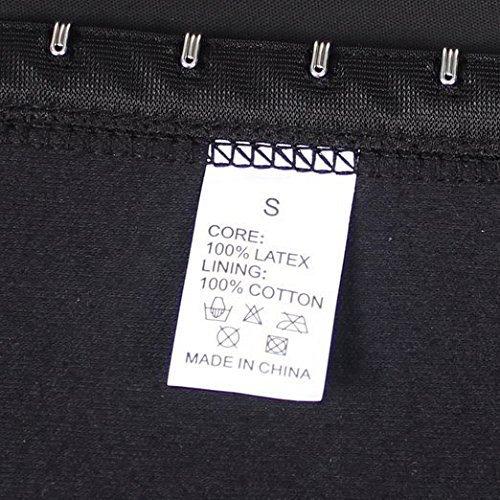 S
CORE:
100% LATEX
LINING:
100% COTTON
MADE IN CHINA